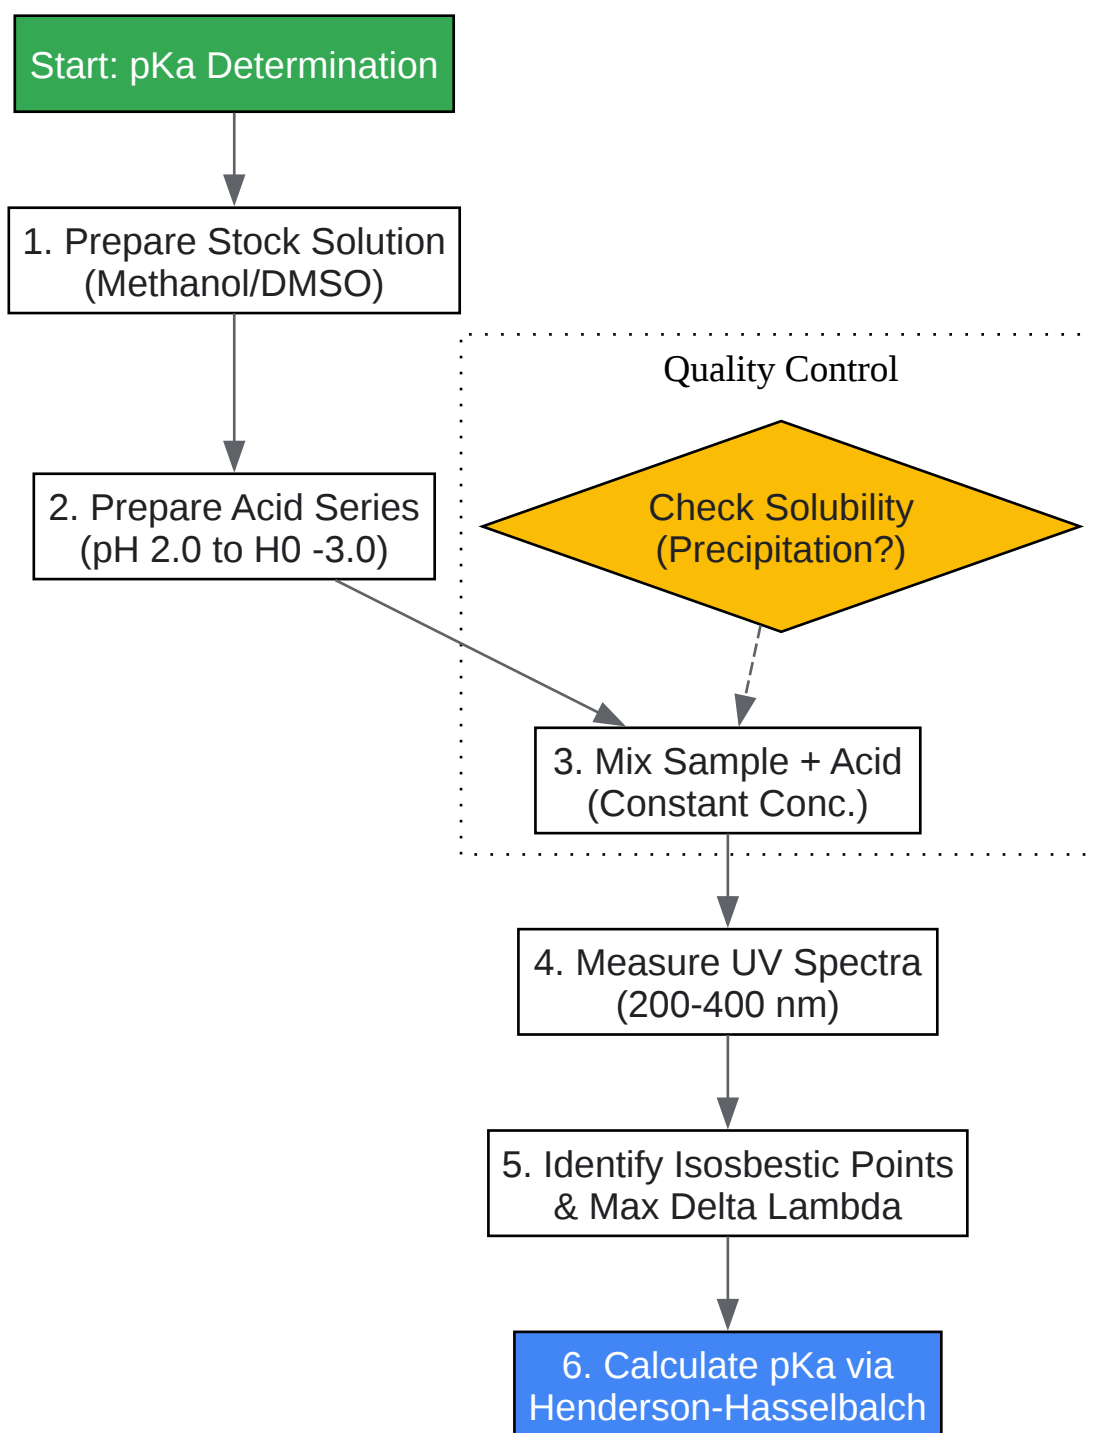 Start: pKa Determination
1. Prepare Stock Solution
(Methanol/DMSO)
Quality Control
2. Prepare Acid Series
(pH 2.0 to H0 -3.0)
Check Solubility
(Precipitation?)
3. Mix Sample + Acid
(Constant Conc.)
4. Measure UV Spectra
(200-400 nm)
5. Identify Isosbestic Points
& Max Delta Lambda
6. Calculate pKa via
Henderson-Hasselbalch